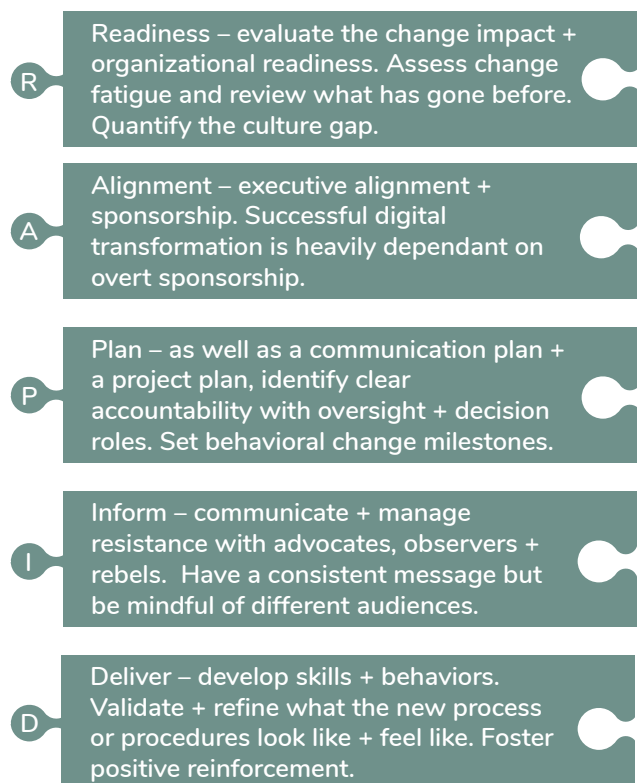 R
Readiness – evaluate the change impact +
organizational readiness. Assess change
fatigue and review what has gone before.
Quantify the culture gap.
A
Alignment – executive alignment +
sponsorship. Successful digital
transformation is heavily dependant on
overt sponsorship.
P
Plan – as well as a communication plan +
a project plan, identify clear
accountability with oversight + decision
roles. Set behavioral change milestones.
I
Inform – communicate + manage
resistance with advocates, observers +
rebels.  Have a consistent message but
be mindful of different audiences.
D
Deliver – develop skills + behaviors.
Validate + refine what the new process
or procedures look like + feel like. Foster
positive reinforcement.